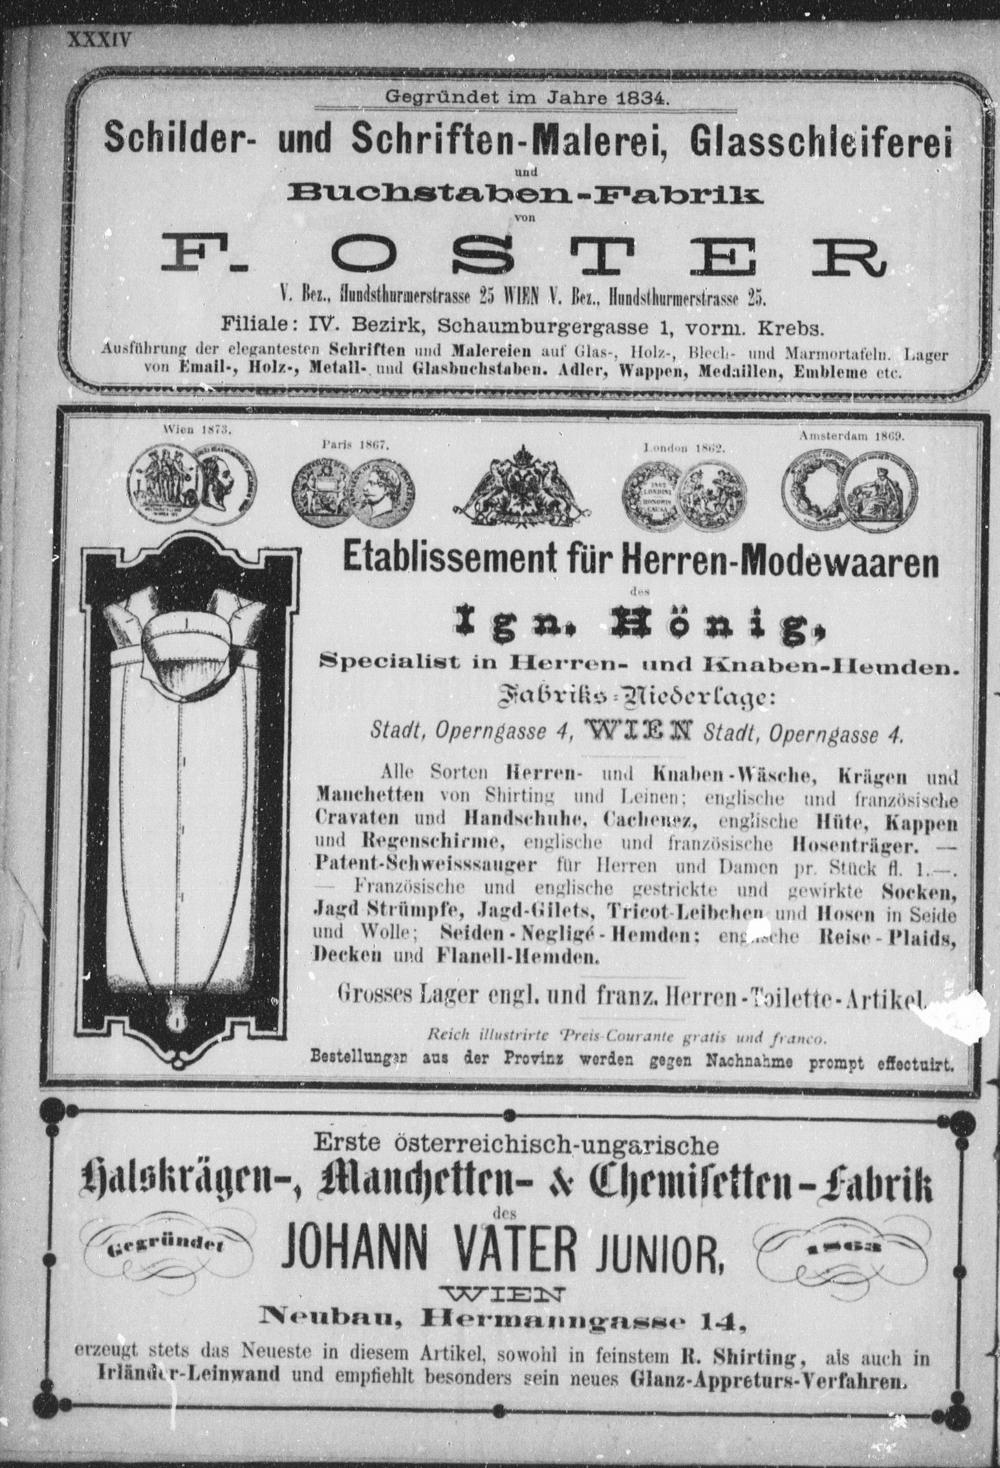 XXXIV
Gegründet im Jahre 1834.
Schilder- und Schriften-Malerei, Glasschleiferei
und
Buchstaben-Fabrik
von
F. OSTER
V. Bez., Hundsthurmerstrasse 25 WIEN V. Bez., Hundsthurmerstrasse 25.
Filiale: IV. Bezirk, Schaumburgergasse 1, vorm. Krebs.
Ausführung der elegantesten Schriften und Malereien auf Glas-, Holz-, Blech- und Marmortafeln. Lager
von Email-, Holz-, Metall- und Glasbuchstaben. Adler, Wappen, Medaillen, Embleme etc.
Wien 1873.
Paris 1867.
London 1862.
Amsterdam 1869.
1862
LONDINI
HONORIS
CAUSA
Etablissement für Herren-Modewaaren
des
Ign. Hönig,
Specialist in Herren- und Knaben-Hemden.
Fabriks-Niederlage:
Stadt, Operngasse 4, WIEN Stadt, Operngasse 4.
Alle Sorten Herren- und Knaben-Wäsche, Krägen und
Manchetten von Shirting und Leinen; englische und französische
Cravaten und Handschuhe, Cachenez, englische Hüte, Kappen
und Regenschirme, englische und französische Hosenträger. —
Patent-Schweisssauger für Herren und Damen pr. Stück fl. 1.—.
— Französische und englische gestrickte und gewirkte Socken,
Jagd Strümpfe, Jagd-Gilets, Tricot-Leibchen und Hosen in Seide
und Wolle; Seiden-Negligé-Hemden; englische Reise-Plaids,
Decken und Flanell-Hemden.
Grosses Lager engl. und franz. Herren-Toilette-Artikel.
Reich illustrirte Preis-Courante gratis und franco.
Bestellungen aus der Provinz werden gegen Nachnahme prompt effectuirt.
Erste österreichisch-ungarische
Halskrägen-, Manchetten- & Chemisetten-Fabrik
des
Gegründet JOHANN VATER JUNIOR, 1863
WIEN
Neubau, Hermanngasse 14,
erzeugt stets das Neueste in diesem Artikel, sowohl in feinstem R. Shirting, als auch in
Irländer-Leinwand und empfiehlt besonders sein neues Glanz-Appreturs-Verfahren.